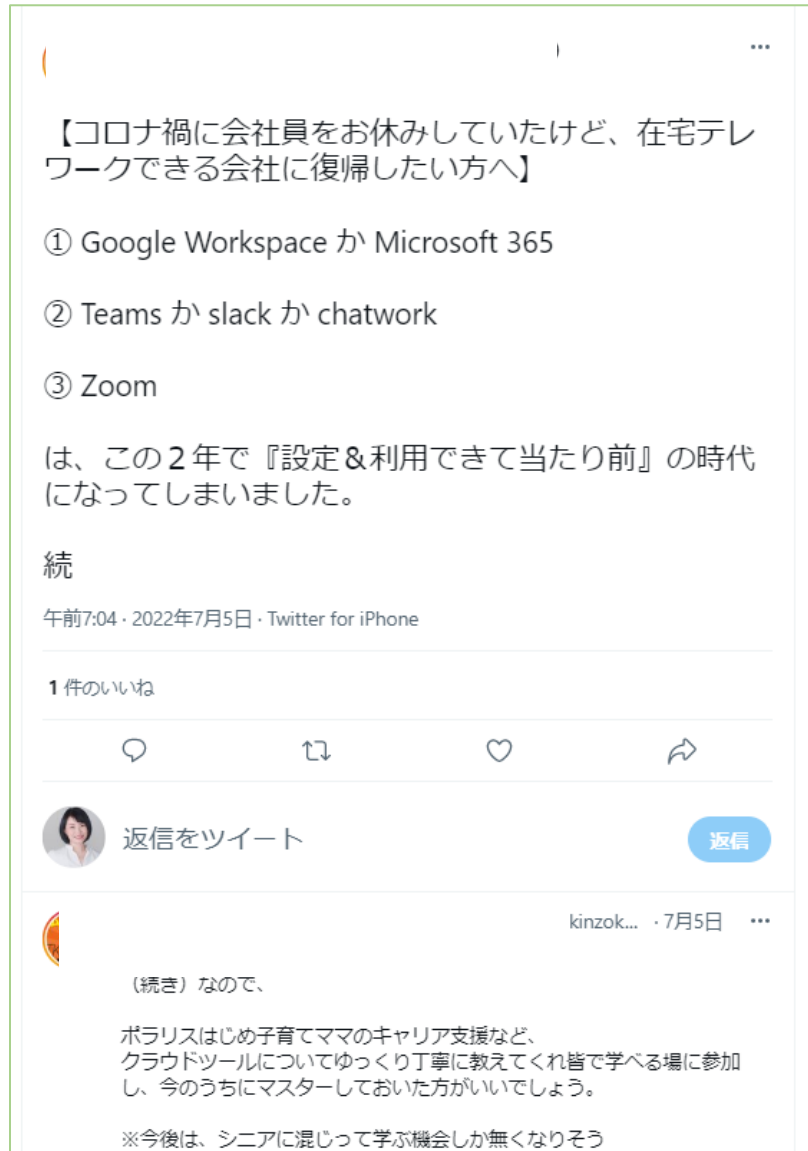 【コロナ禍に会社員をお休みしていたけど、在宅テレ
ワークできる会社に復帰したい方へ】
① Google Workspace か Microsoft 365
② Teams か slack か chatwork
③ Zoom
は、この２年で『設定＆利用できて当たり前』の時代
になってしまいました。
続
午前7:04 · 2022年7月5日 · Twitter for iPhone
1 件のいいね
返信をツイート
返信
kinzok... · 7月5日
（続き）なので、
ポラリスはじめ子育てママのキャリア支援など、
クラウドツールについてゆっくり丁寧に教えてくれ皆で学べる場に参加
し、今のうちにマスターしておいた方がいいでしょう。
※今後は、シニアに混じって学ぶ機会しか無くなりそう